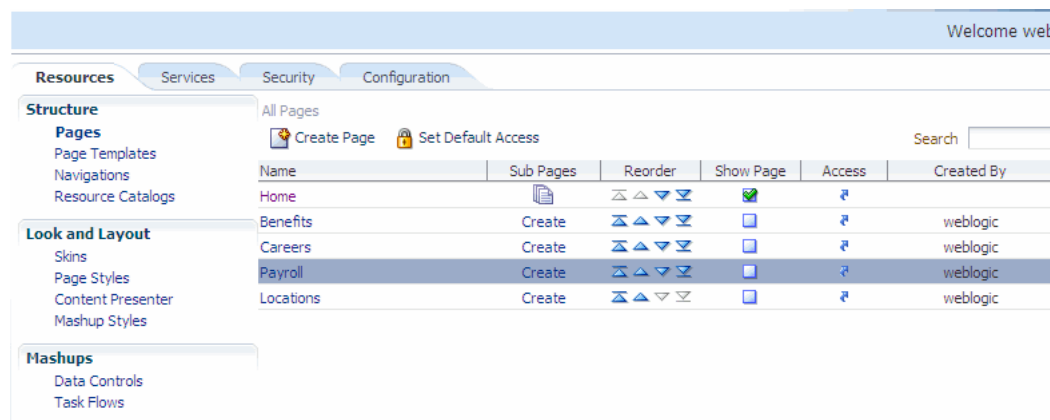 Welcome web
Resources Services Security Configuration
Structure
Pages
Page Templates
Navigations
Resource Catalogs
Look and Layout
Skins
Page Styles
Content Presenter
Mashup Styles
Mashups
Data Controls
Task Flows
All Pages
Create Page Set Default Access Search
Name Sub Pages Reorder Show Page Access Created By
Home
Benefits Create weblogic
Careers Create weblogic
Payroll Create weblogic
Locations Create weblogic